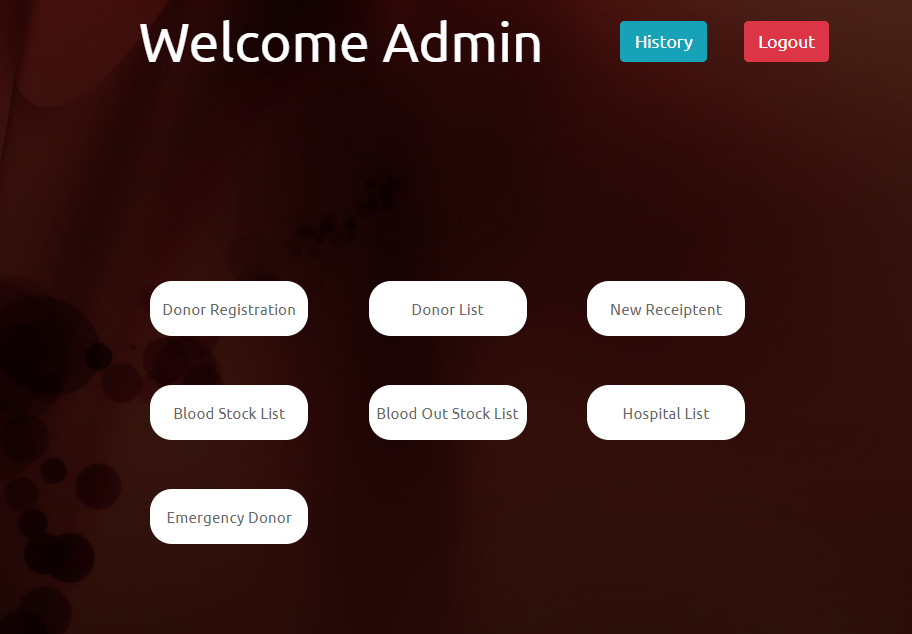 Welcome Admin
History
Logout
Donor Registration
Donor List
New Receiptent
Blood Stock List
Blood Out Stock List
Hospital List
Emergency Donor